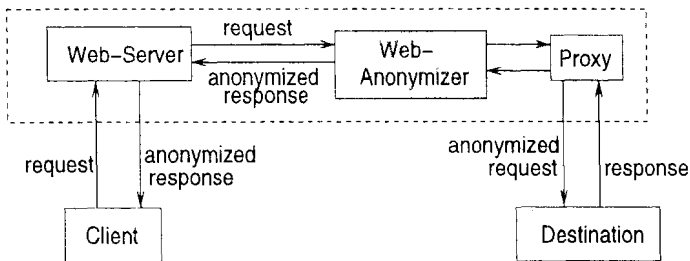 request
Web-Server
Web-
Anonymizer
Proxy
anonymized
response
request
anonymized
response
anonymized
request
response
Client
Destination